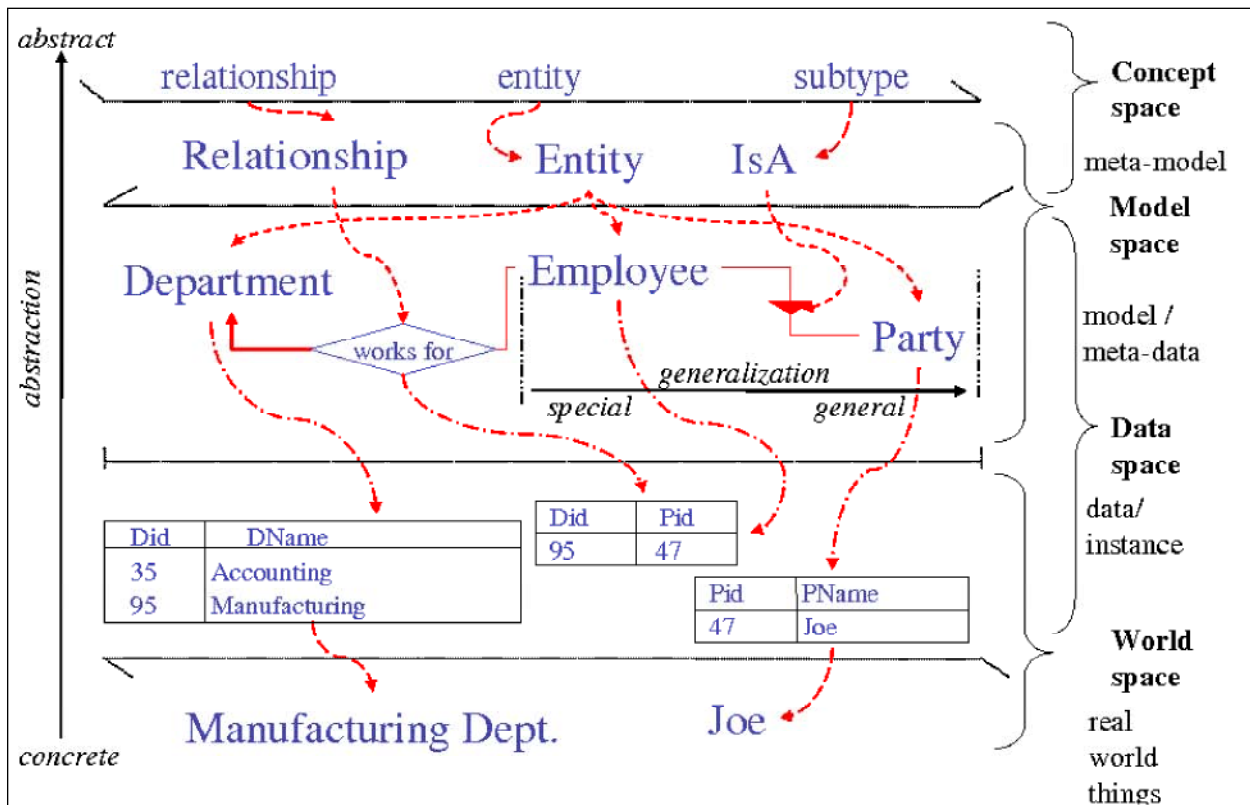 abstract
relationship entity subtype
Concept
space
Relationship Entity IsA
meta-model
Model
space
Department Employee
works for
Party
model /
meta-data
generalization
special general
abstraction
Data
space
Did DName
35 Accounting
95 Manufacturing
Did Pid
95 47
data/
instance
Pid PName
47 Joe
World
space
Manufacturing Dept. Joe
real
world
things
concrete